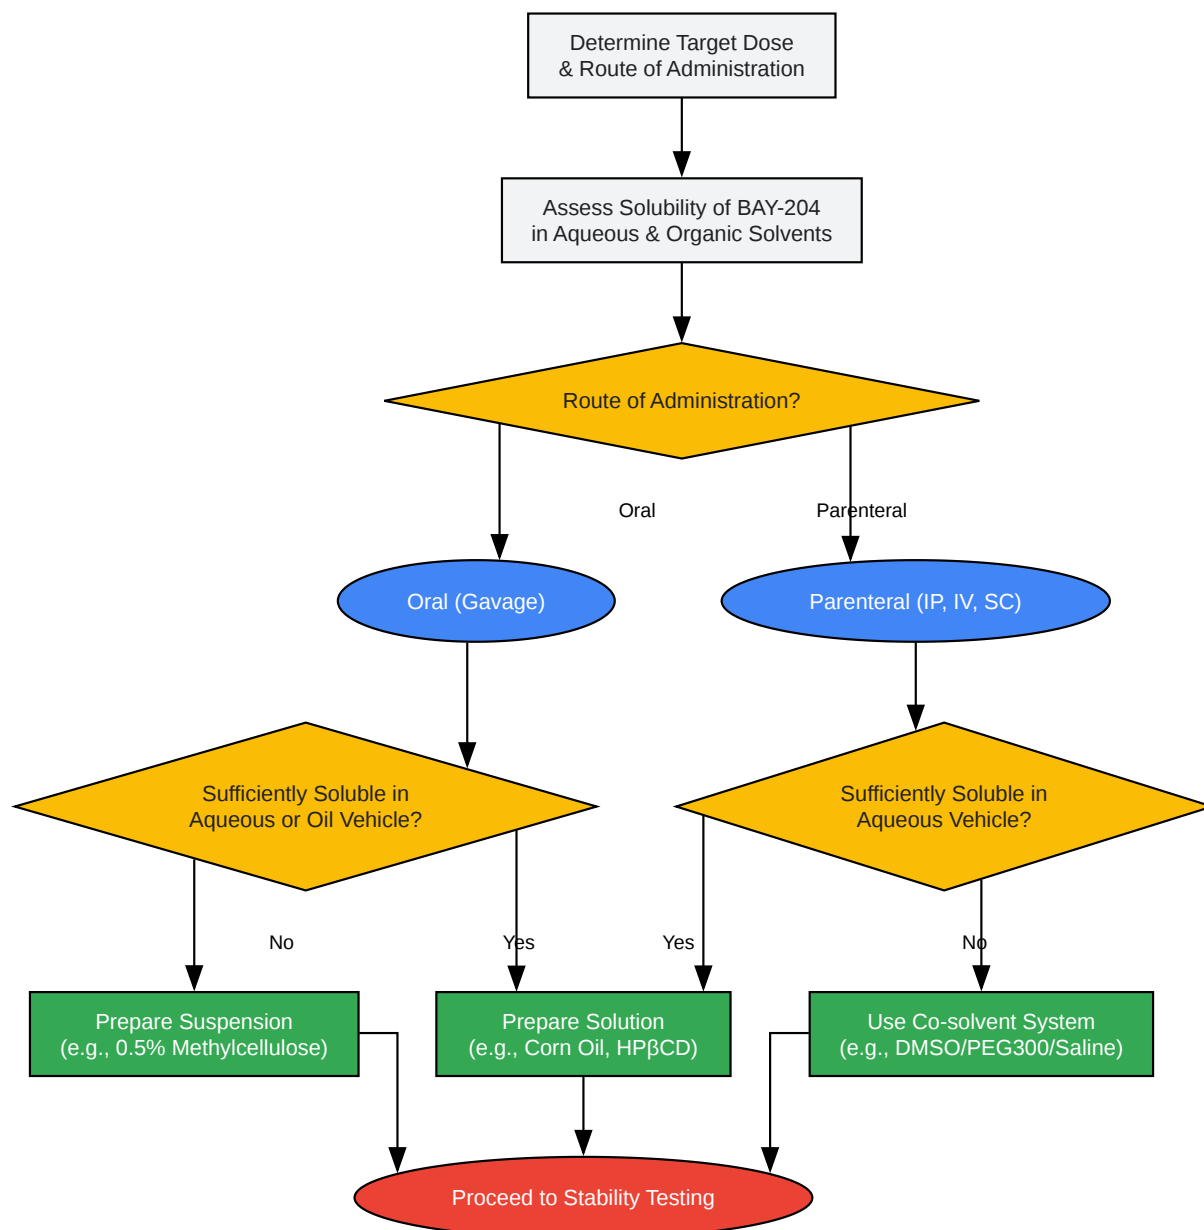 Determine Target Dose
& Route of Administration
Assess Solubility of BAY-204
in Aqueous & Organic Solvents
Route of Administration?
Oral
Parenteral
Oral (Gavage)
Parenteral (IP, IV, SC)
Sufficiently Soluble in
Aqueous or Oil Vehicle?
Sufficiently Soluble in
Aqueous Vehicle?
No
Yes
Yes
No
Prepare Suspension
(e.g., 0.5% Methylcellulose)
Prepare Solution
(e.g., Corn Oil, HPβCD)
Use Co-solvent System
(e.g., DMSO/PEG300/Saline)
Proceed to Stability Testing